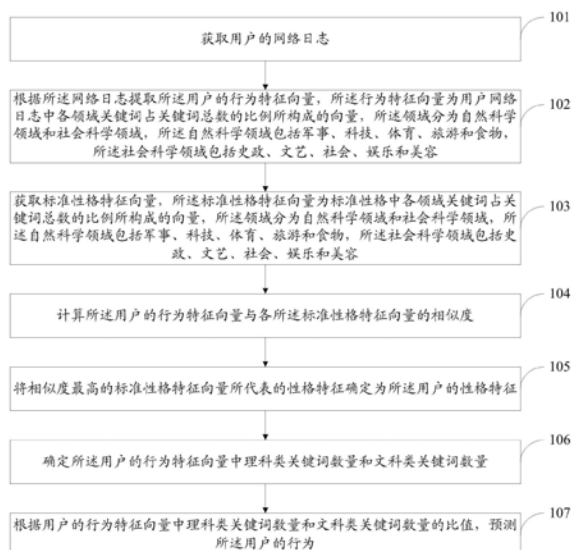 获取用户的网络日志
101
根据所述网络日志提取所述用户的行为特征向量，所述行为特征向量为用户网络
日志中各领域关键词占关键词总数的比例所构成的向量，所述领域分为自然科学
领域和社会科学领域，所述自然科学领域包括军事、科技、体育、旅游和食物，
所述社会科学领域包括史政、文艺、社会、娱乐和美容
102
获取标准性格特征向量，所述标准性格特征向量为标准性格中各领域关键词占关
键词总数的比例所构成的向量，所述领域分为自然科学领域和社会科学领域，所
述自然科学领域包括军事、科技、体育、旅游和食物，所述社会科学领域包括史
政、文艺、社会、娱乐和美容
103
计算所述用户的行为特征向量与各所述标准性格特征向量的相似度
104
将相似度最高的标准性格特征向量所代表的性格特征确定为所述用户的性格特征
105
确定所述用户的行为特征向量中理科类关键词数量和文科类关键词数量
106
根据用户的行为特征向量中理科类关键词数量和文科类关键词数量的比值，预测
所述用户的行为
107